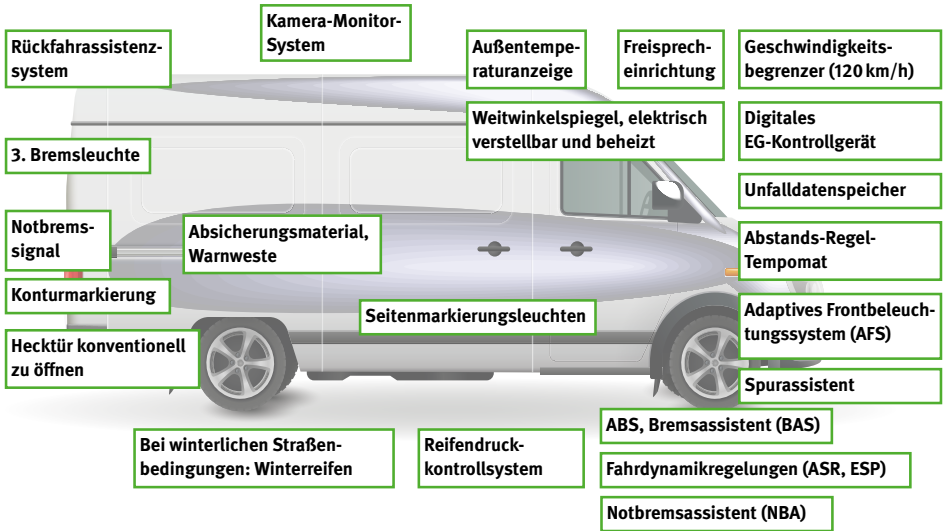 Kamera-Monitor-
System
Rückfahrassistenz-
system
Außentempe-
raturanzeige
Freisprech-
einrichtung
Geschwindigkeits-
begrenzer (120 km/h)
Weitwinkelspiegel, elektrisch
verstellbar und beheizt
Digitales
EG-Kontrollgerät
3. Bremsleuchte
Unfalldatenspeicher
Notbrems-
signal
Absicherungsmaterial,
Warnweste
Abstands-Regel-
Tempomat
Konturmarkierung
Seitenmarkierungsleuchten
Adaptives Frontbeleuch-
tungssystem (AFS)
Hecktür konventionell
zu öffnen
Spurassistent
Bei winterlichen Straßen-
bedingungen: Winterreifen
Reifendruck-
kontrollsystem
ABS, Bremsassistent (BAS)
Fahrdynamikregelungen (ASR, ESP)
Notbremsassistent (NBA)